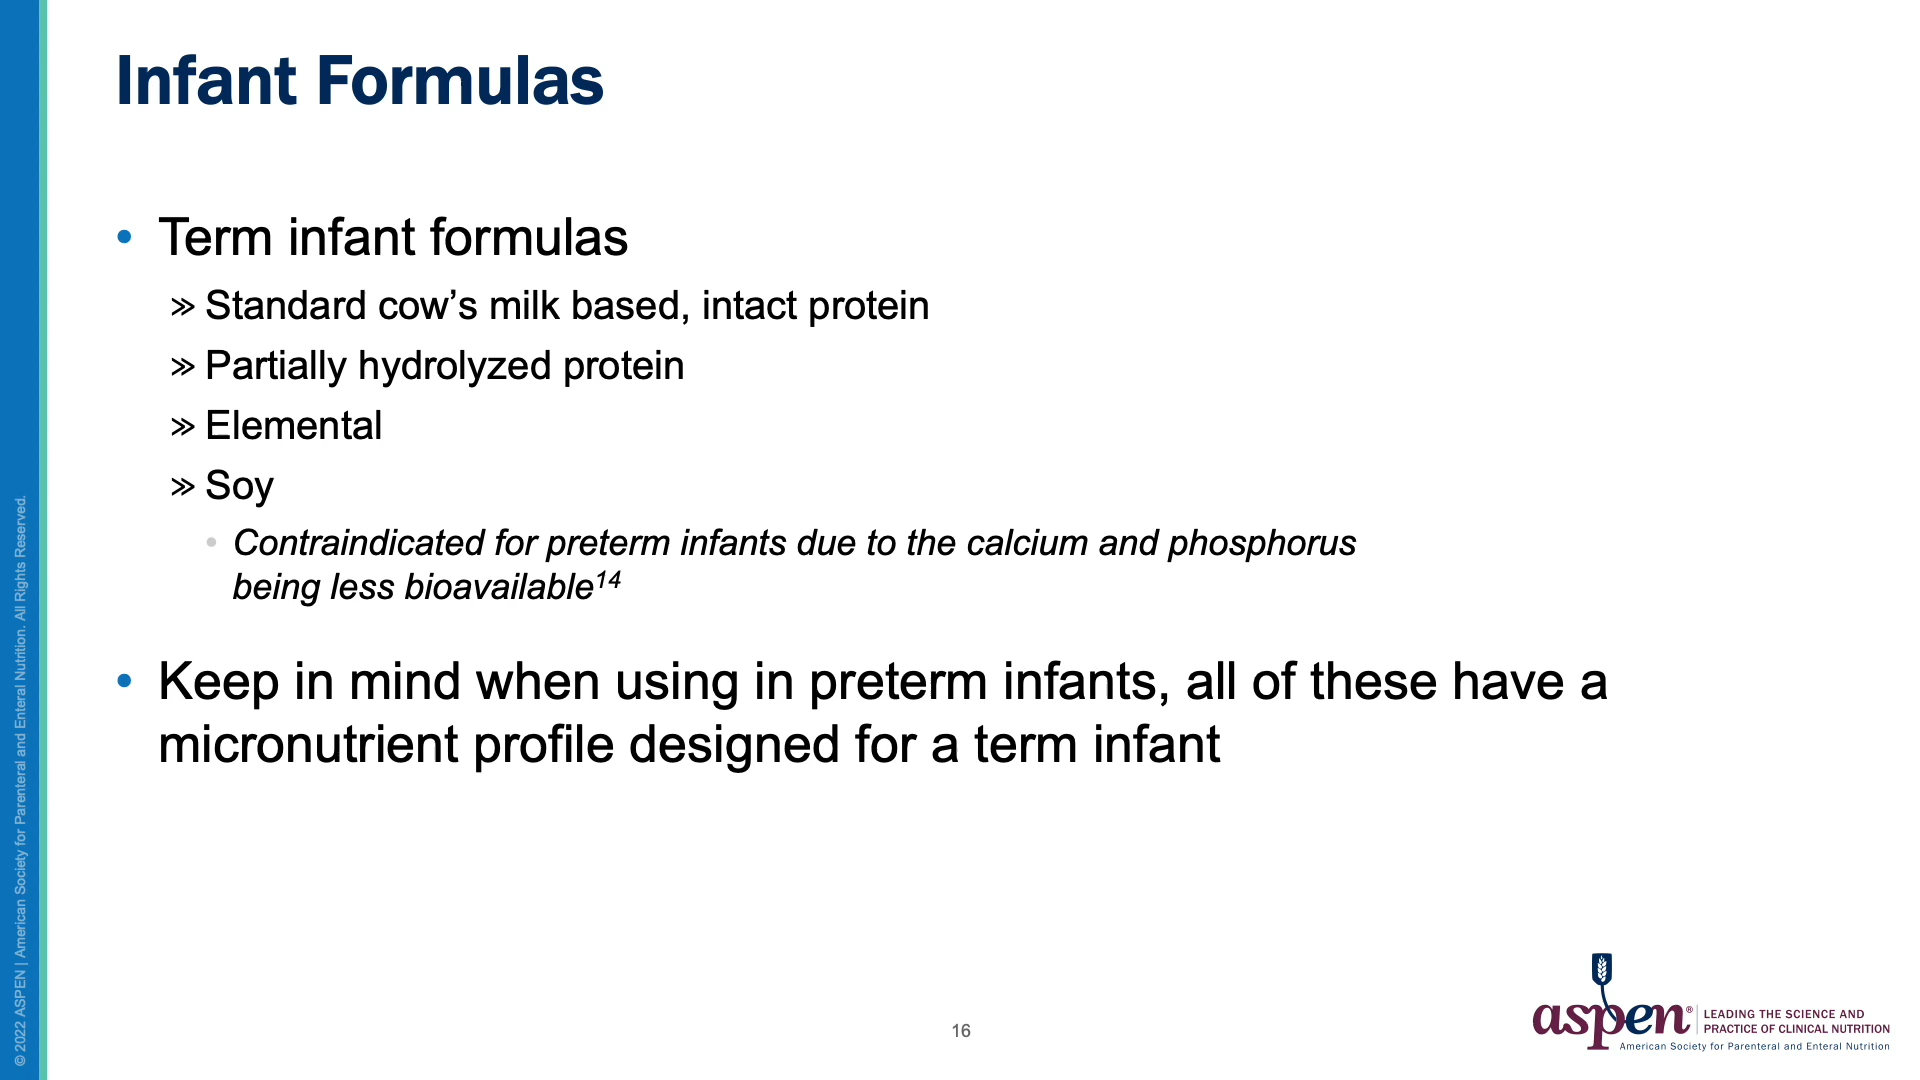 Infant Formulas
• Term infant formulas
» Standard cow’s milk based, intact protein
» Partially hydrolyzed protein
» Elemental
» Soy
• Contraindicated for preterm infants due to the calcium and phosphorus
being less bioavailable¹⁴
• Keep in mind when using in preterm infants, all of these have a
micronutrient profile designed for a term infant
© 2022 ASPEN | American Society for Parenteral and Enteral Nutrition. All Rights Reserved.
16
aspen®
LEADING THE SCIENCE AND
PRACTICE OF CLINICAL NUTRITION
American Society for Parenteral and Enteral Nutrition